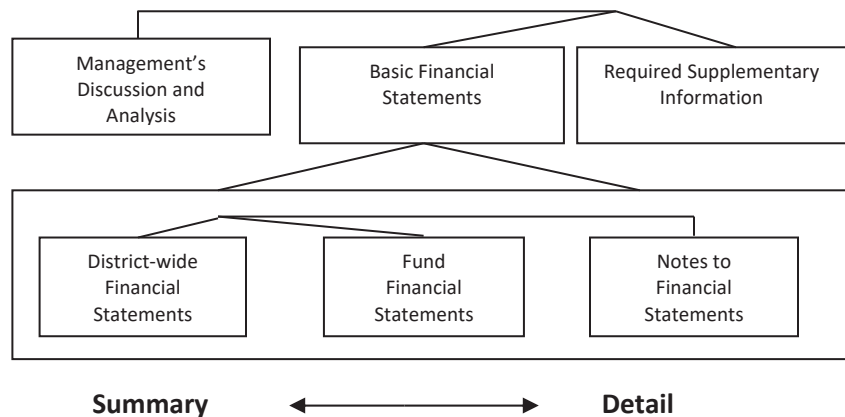 Management’s
Discussion and
Analysis
Basic Financial
Statements
Required Supplementary
Information
District-wide
Financial
Statements
Fund
Financial
Statements
Notes to
Financial
Statements
Summary
Detail